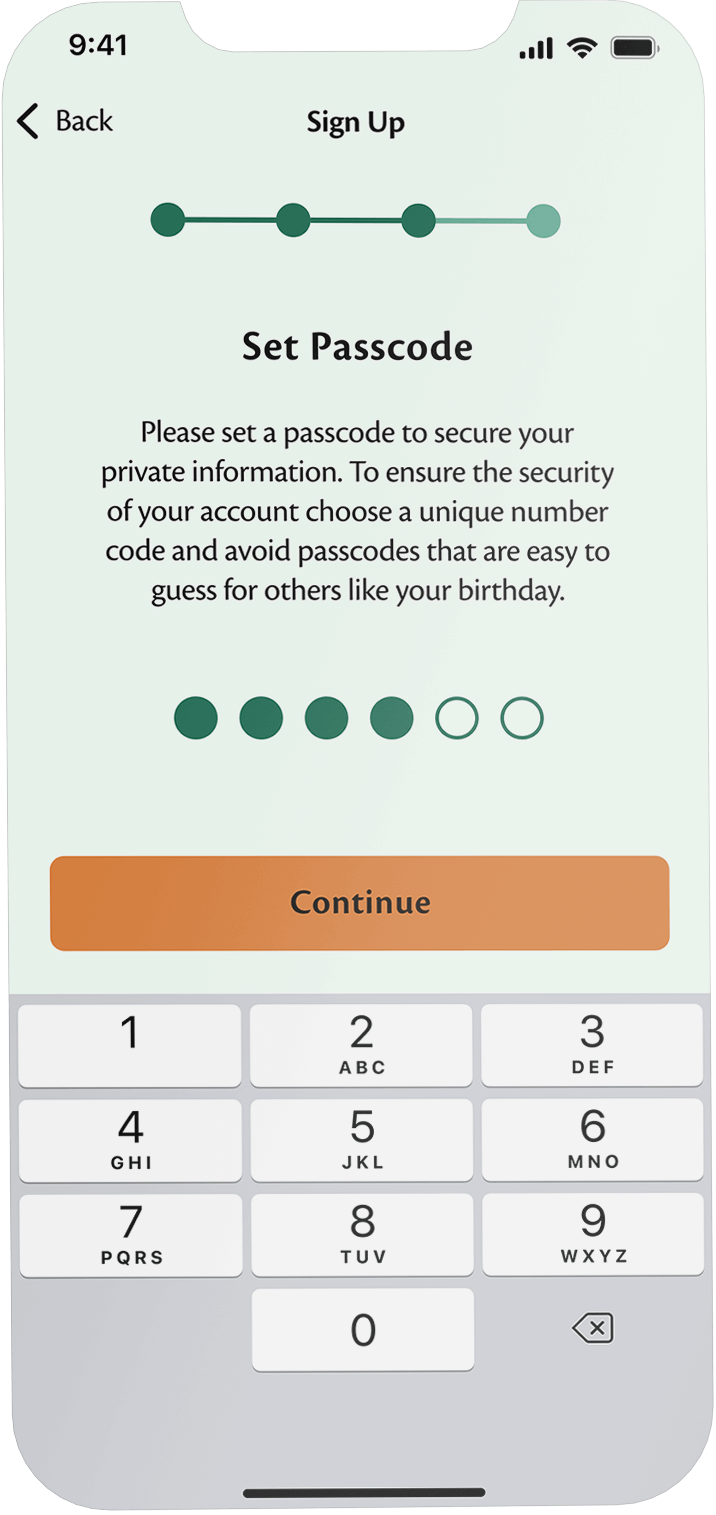 9:41
Back
Sign Up
Set Passcode
Please set a passcode to secure your
private information. To ensure the security
of your account choose a unique number
code and avoid passcodes that are easy to
guess for others like your birthday.
Continue
1
2
ABC
3
DEF
4
GHI
5
JKL
6
MNO
7
PQRS
8
TUV
9
WXYZ
0